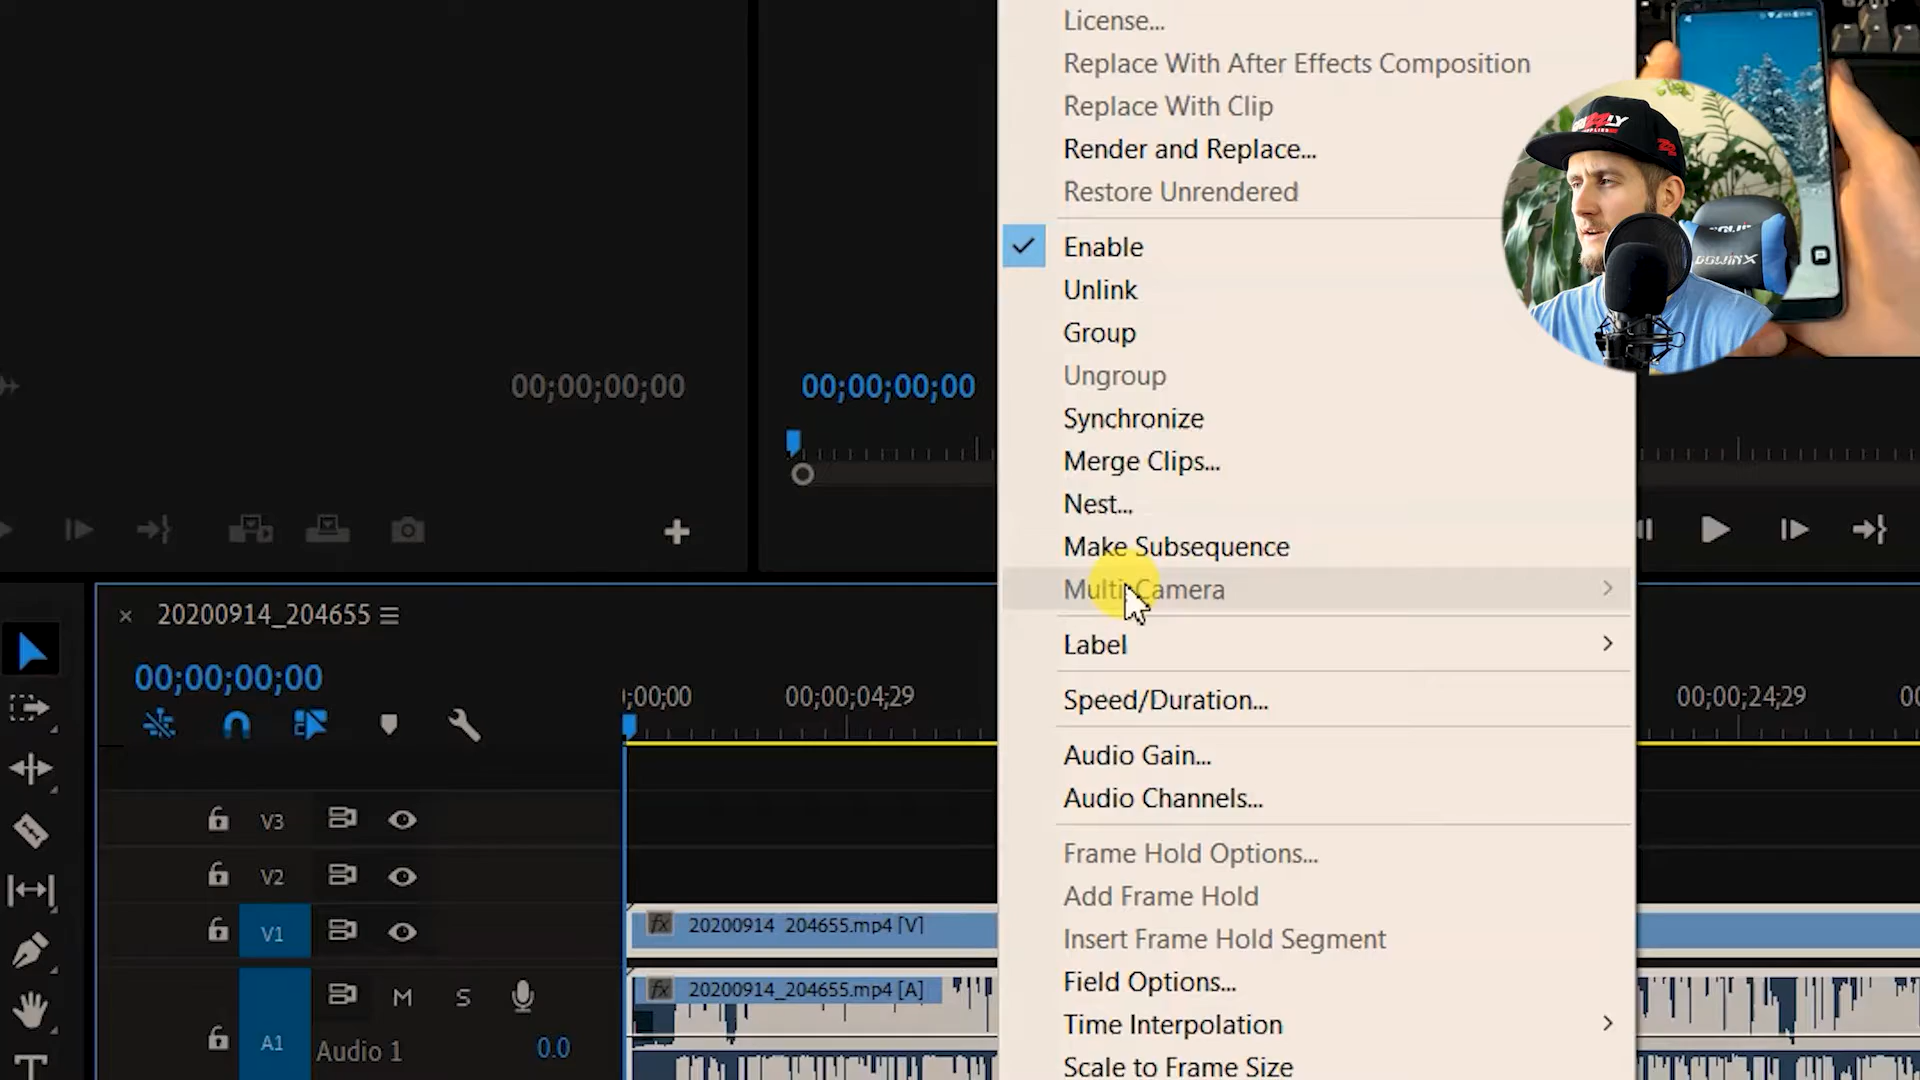 License...
Replace With After Effects Composition
Replace With Clip
Render and Replace...
Restore Unrendered
Enable
Unlink
Group
Ungroup
Synchronize
Merge Clips...
Nest...
Make Subsequence
Multi-Camera
Label
Speed/Duration...
Audio Gain...
Audio Channels...
Frame Hold Options...
Add Frame Hold
Insert Frame Hold Segment
Field Options...
Time Interpolation
Scale to Frame Size
00;00;00;00
00;00;00;00
20200914_204655
00;00;00;00
;00;00
00;00;04;29
00;00;24;29
V3
V2
V1
fx 20200914_204655.mp4 [V]
M S
fx 20200914_204655.mp4 [A]
A1
Audio 1
0.0